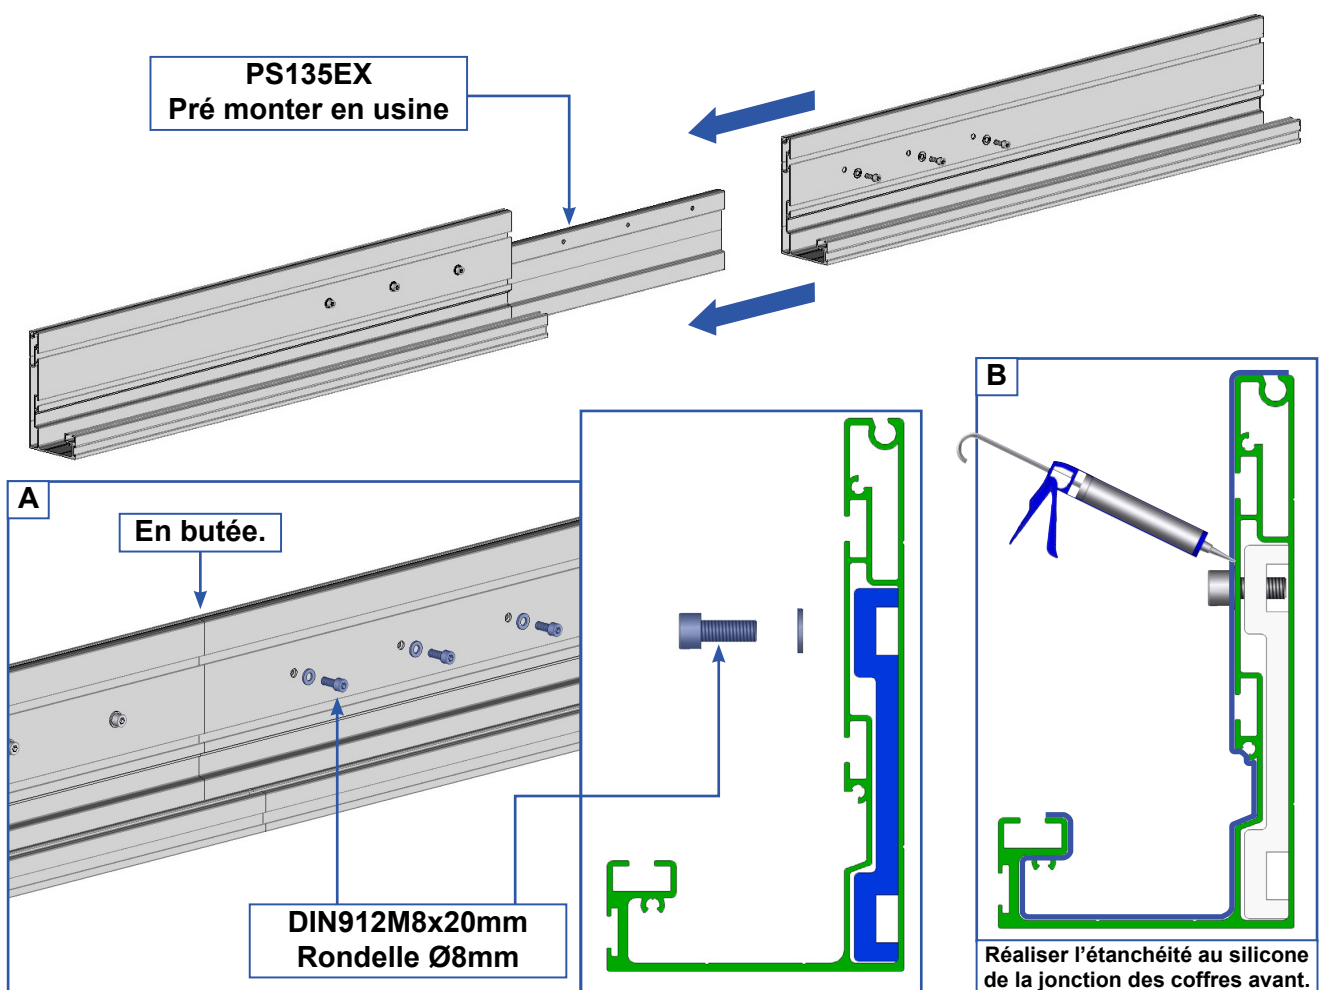 PS135EX
Pré monter en usine
A
En butée.
DIN912M8x20mm
Rondelle Ø8mm
B
Réaliser l’étanchéité au silicone
de la jonction des coffres avant.